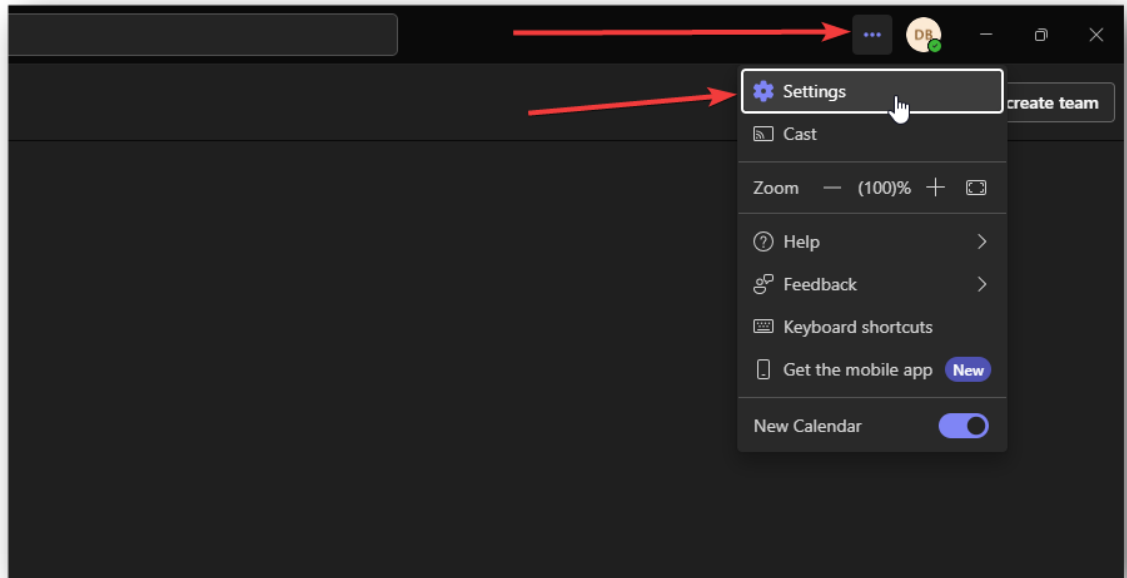 DB
Settings
create team
Cast
Zoom — (100)% +
Help
Feedback
Keyboard shortcuts
Get the mobile app New
New Calendar